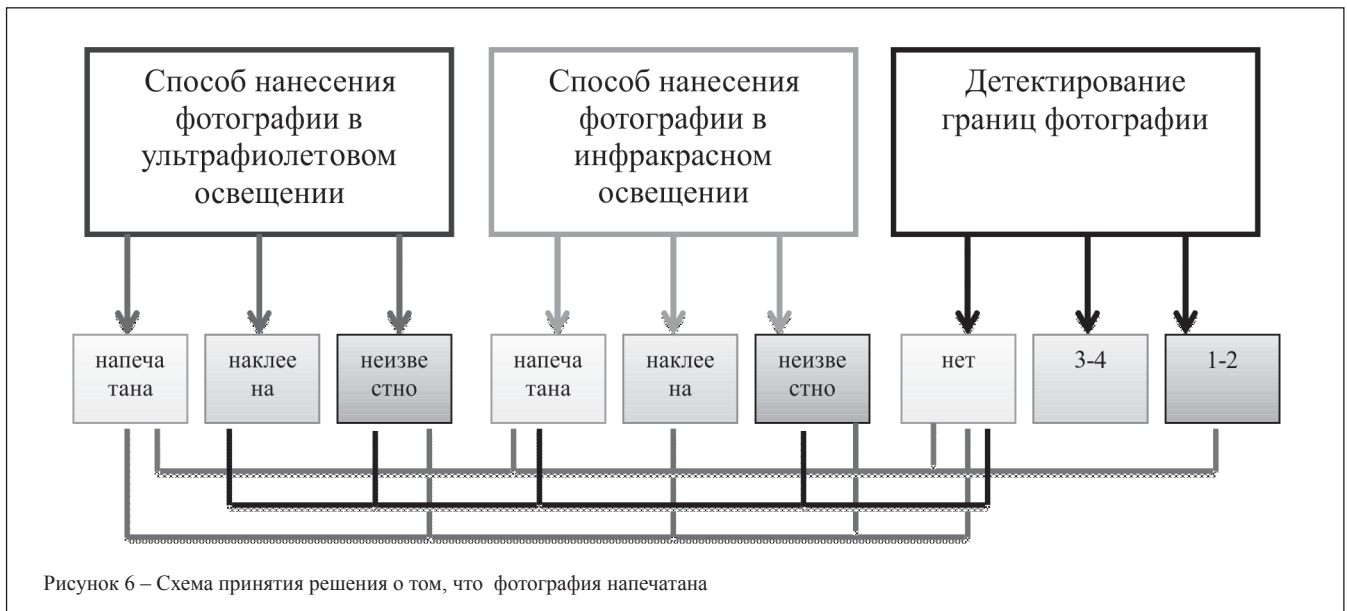 Способ нанесения
фотографии в
ультрафиолетовом
освещении
Способ нанесения
фотографии в
инфракрасном
освещении
Детектирование
границ фотографии
напеча
тана
наклее
на
неизве
стно
напеча
тана
наклее
на
неизве
стно
нет
3-4
1-2
Рисунок 6 – Схема принятия решения о том, что фотография напечатана